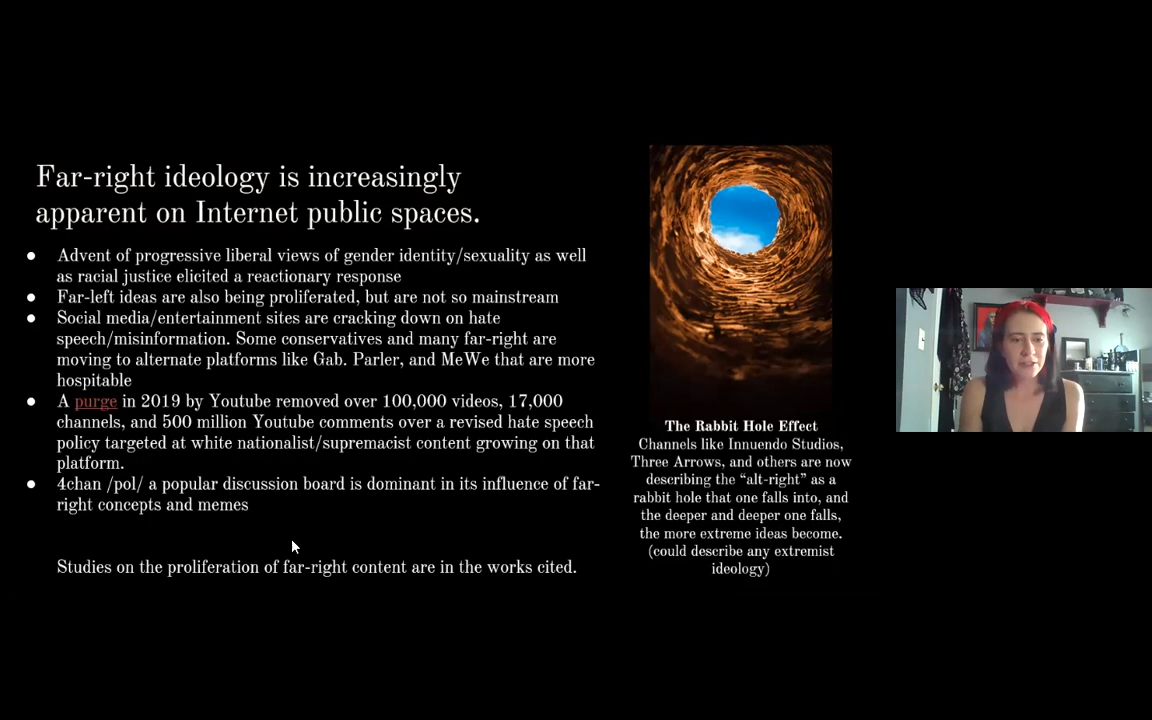 Far-right ideology is increasingly
apparent on Internet public spaces.
● Advent of progressive liberal views of gender identity/sexuality as well
as racial justice elicited a reactionary response
● Far-left ideas are also being proliferated, but are not so mainstream
● Social media/entertainment sites are cracking down on hate
speech/misinformation. Some conservatives and many far-right are
moving to alternate platforms like Gab. Parler, and MeWe that are more
hospitable
● A purge in 2019 by Youtube removed over 100,000 videos, 17,000
channels, and 500 million Youtube comments over a revised hate speech
policy targeted at white nationalist/supremacist content growing on that
platform.
● 4chan /pol/ a popular discussion board is dominant in its influence of far-
right concepts and memes
Studies on the proliferation of far-right content are in the works cited.
The Rabbit Hole Effect
Channels like Innuendo Studios,
Three Arrows, and others are now
describing the “alt-right” as a
rabbit hole that one falls into, and
the deeper and deeper one falls,
the more extreme ideas become.
(could describe any extremist
ideology)